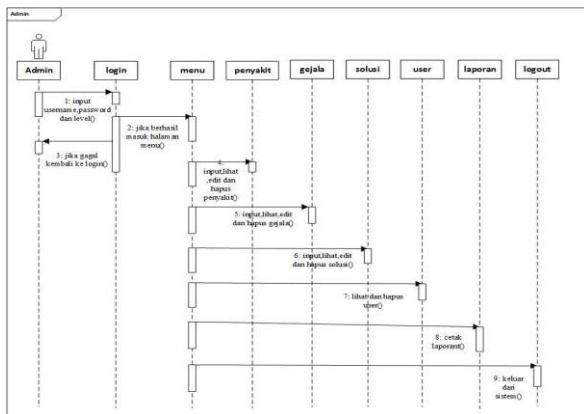 Admin
Admin login menu penyakit gejala solusi user laporan logout
1: input
username,password
dan level()
2: jika berhasil
masuk halaman
menu()
3: jika gagal
kembali ke login()
4:
input,lihat
,edit dan
hapus
penyakit()
5: input,lihat,edit
dan hapus gejala()
6: input,lihat,edit
dan hapus solusi()
7: lihat dan hapus
user()
8: cetak
laporant()
9: keluar
dari
sistem()